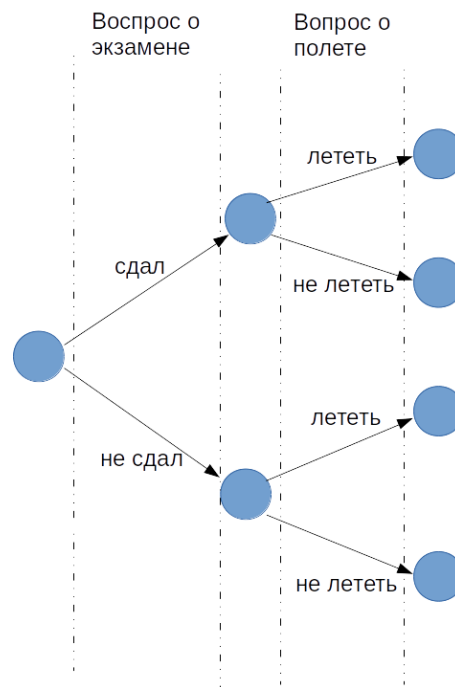 Воспрос о
экзамене
Вопрос о
полете
лететь
сдал
не лететь
лететь
не сдал
не лететь